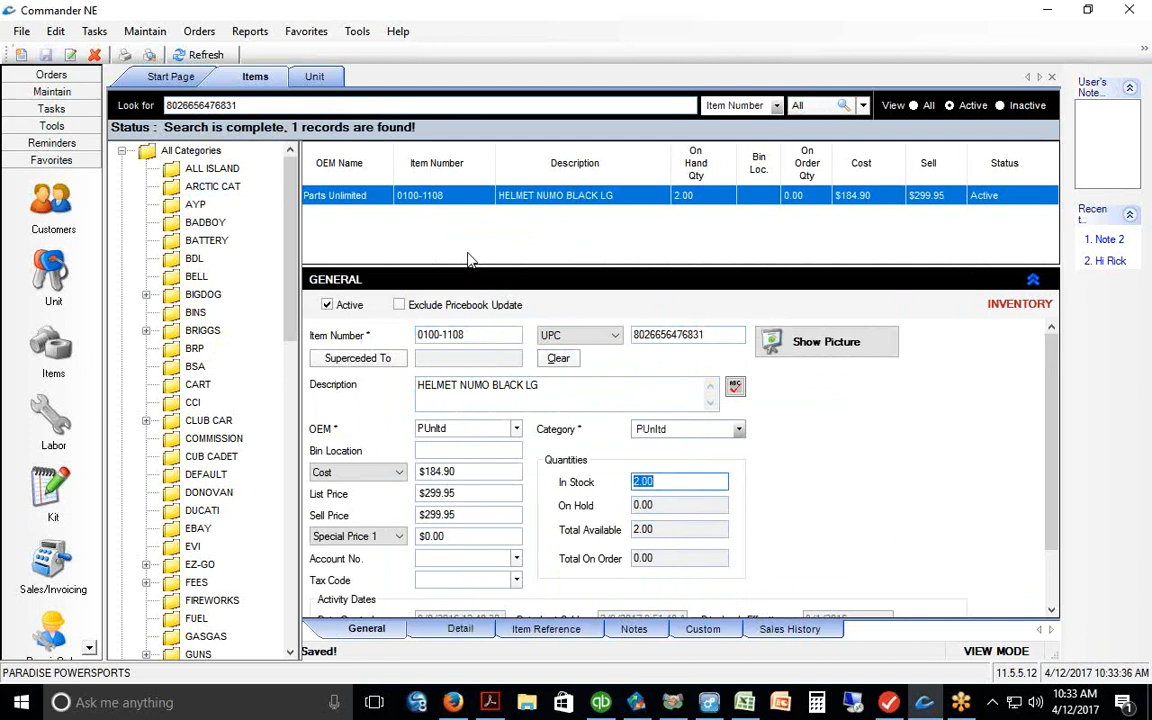 Commander NE
File Edit Tasks Maintain Orders Reports Favorites Tools Help
Refresh
Orders
Maintain
Tasks
Tools
Reminders
Favorites
Customers
Unit
Items
Labor
Kit
Sales/Invoicing
Start Page Items Unit
Look for 8026656476831 Item Number All View All Active Inactive
Status : Search is complete, 1 records are found!
All Categories
ALL ISLAND
ARCTIC CAT
AYP
BADBOY
BATTERY
BDL
BELL
BIGDOG
BINS
BRIGGS
BRP
BSA
CART
CCI
CLUB CAR
COMMISSION
CUB CADET
DEFAULT
DONOVAN
DUCATI
EBAY
EVI
EZ-GO
FEES
FIREWORKS
FUEL
GASGAS
GUNS
OEM Name Item Number Description On Hand Qty Bin Loc. On Order Qty Cost Sell Status
Parts Unlimited 0100-1108 HELMET NUMO BLACK LG 2.00 0.00 $184.90 $299.95 Active
GENERAL
Active Exclude Pricebook Update INVENTORY
Item Number * 0100-1108 UPC 8026656476831 Show Picture
Superceded To Clear
Description HELMET NUMO BLACK LG ABC
OEM * PUnltd Category * PUnltd
Bin Location
Cost $184.90
List Price $299.95
Sell Price $299.95
Special Price 1 $0.00
Account No.
Tax Code
Quantities
In Stock 2.00
On Hold 0.00
Total Available 2.00
Total On Order 0.00
Activity Dates
General Detail Item Reference Notes Custom Sales History
Saved! VIEW MODE
User's
Note...
Recen
t...
1. Note 2
2. Hi Rick
PARADISE POWERSPORTS 11.5.5.12 4/12/2017 10:33:36 AM
Ask me anything
10:33 AM
4/12/2017
1